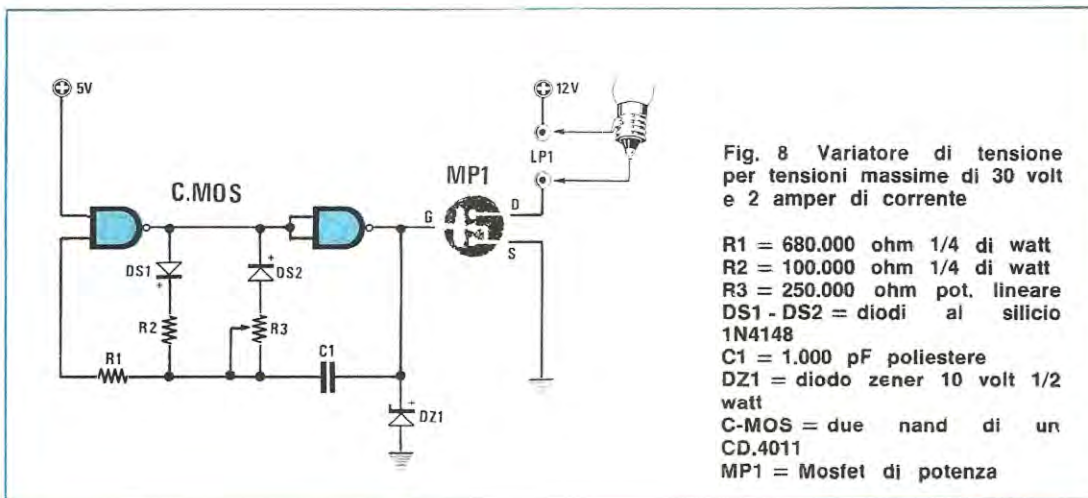 5V
12V
LP1
C.MOS
MP1
G
D
S
DS1
DS2
R2
R3
R1
C1
DZ1
Fig. 8 Variatore di tensione
per tensioni massime di 30 volt
e 2 amper di corrente
R1 = 680.000 ohm 1/4 di watt
R2 = 100.000 ohm 1/4 di watt
R3 = 250.000 ohm pot. lineare
DS1 - DS2 = diodi al silicio
1N4148
C1 = 1.000 pF poliestere
DZ1 = diodo zener 10 volt 1/2
watt
C-MOS = due nand di un
CD.4011
MP1 = Mosfet di potenza